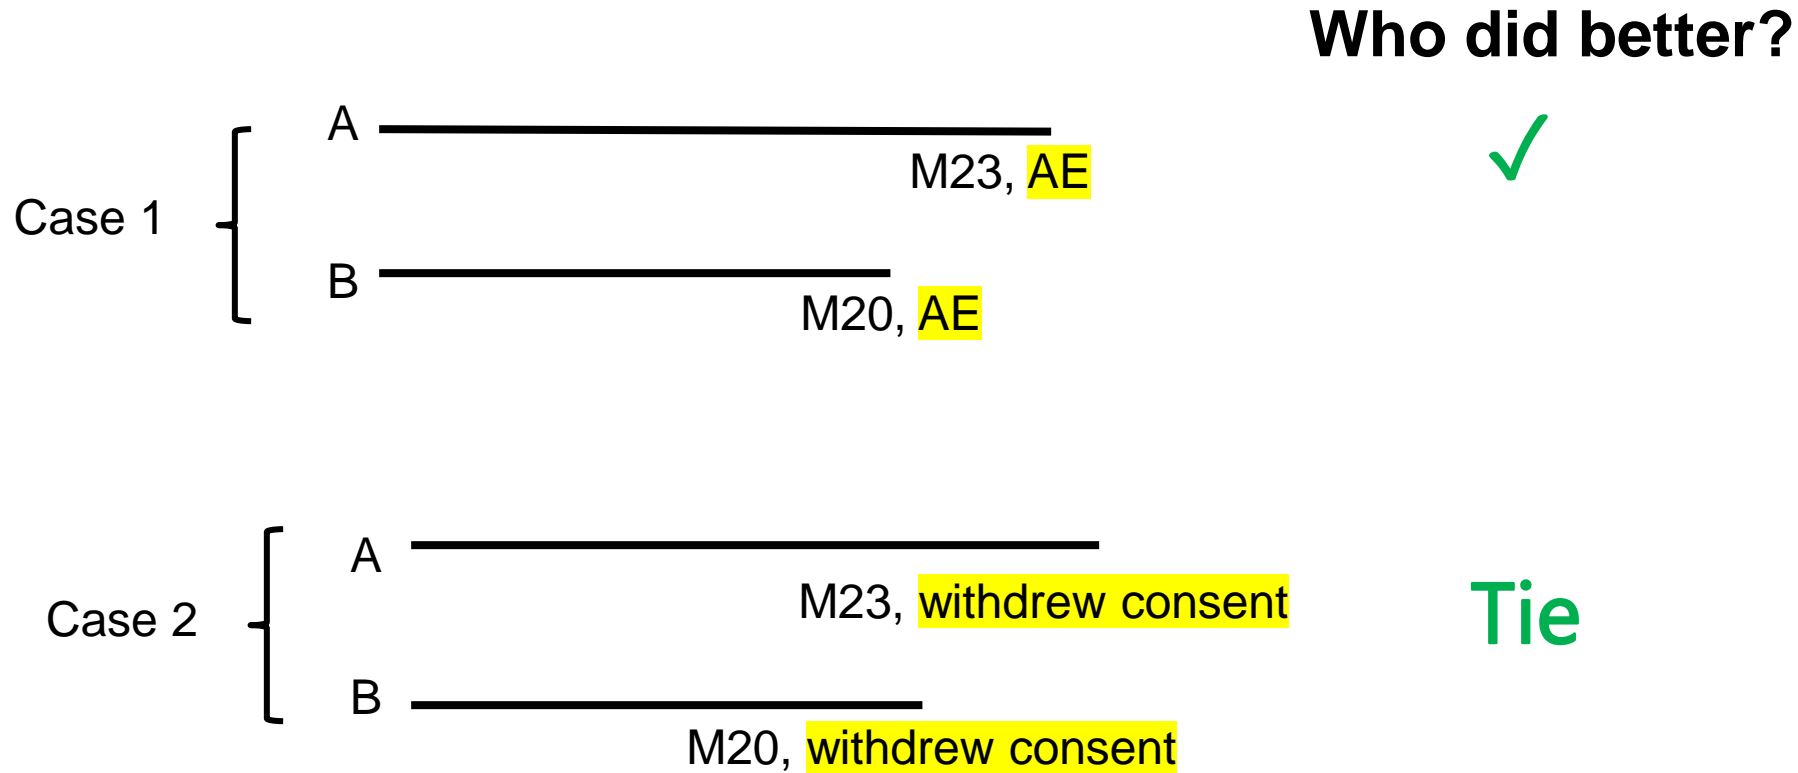 Who did better?
A
M23, AE
✓
Case 1
B
M20, AE
A
M23, withdrew consent
Tie
Case 2
B
M20, withdrew consent